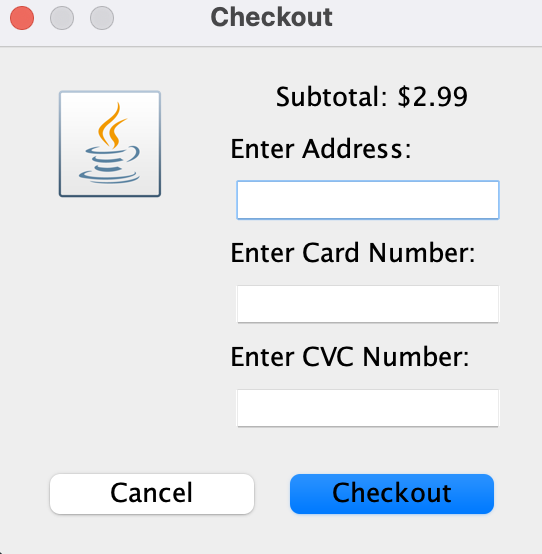 Checkout
Subtotal: $2.99
Enter Address:
Enter Card Number:
Enter CVC Number:
Cancel Checkout